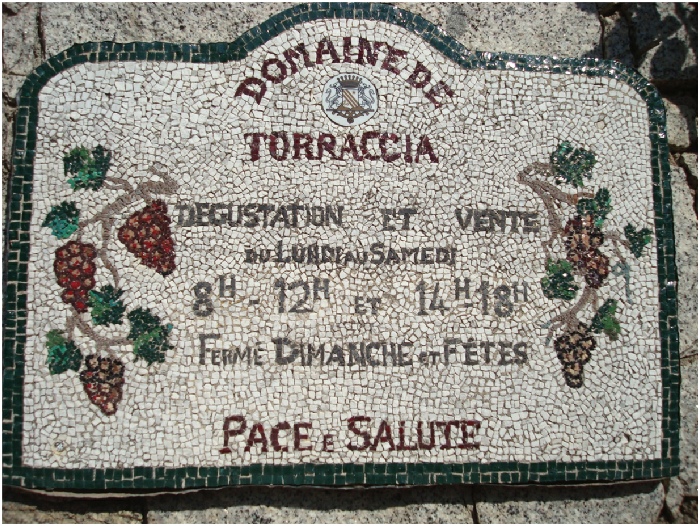 DOMAINE DE
TORRACCIA
DEGUSTATION ET VENTE
DU LUNDI AU SAMEDI
8H - 12H ET 14H-18H
FERMÉ DIMANCHE ET FÊTES
PACE E SALUTE